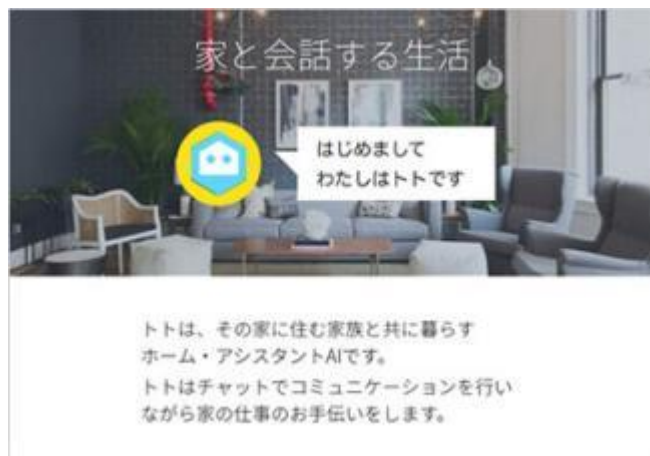 家と会話する生活
はじめまして
わたしはトトです
トトは、その家に住む家族と共に暮らす
ホーム・アシスタントAIです。
トトはチャットでコミュニケーションを行い
ながら家の仕事のお手伝いをします。